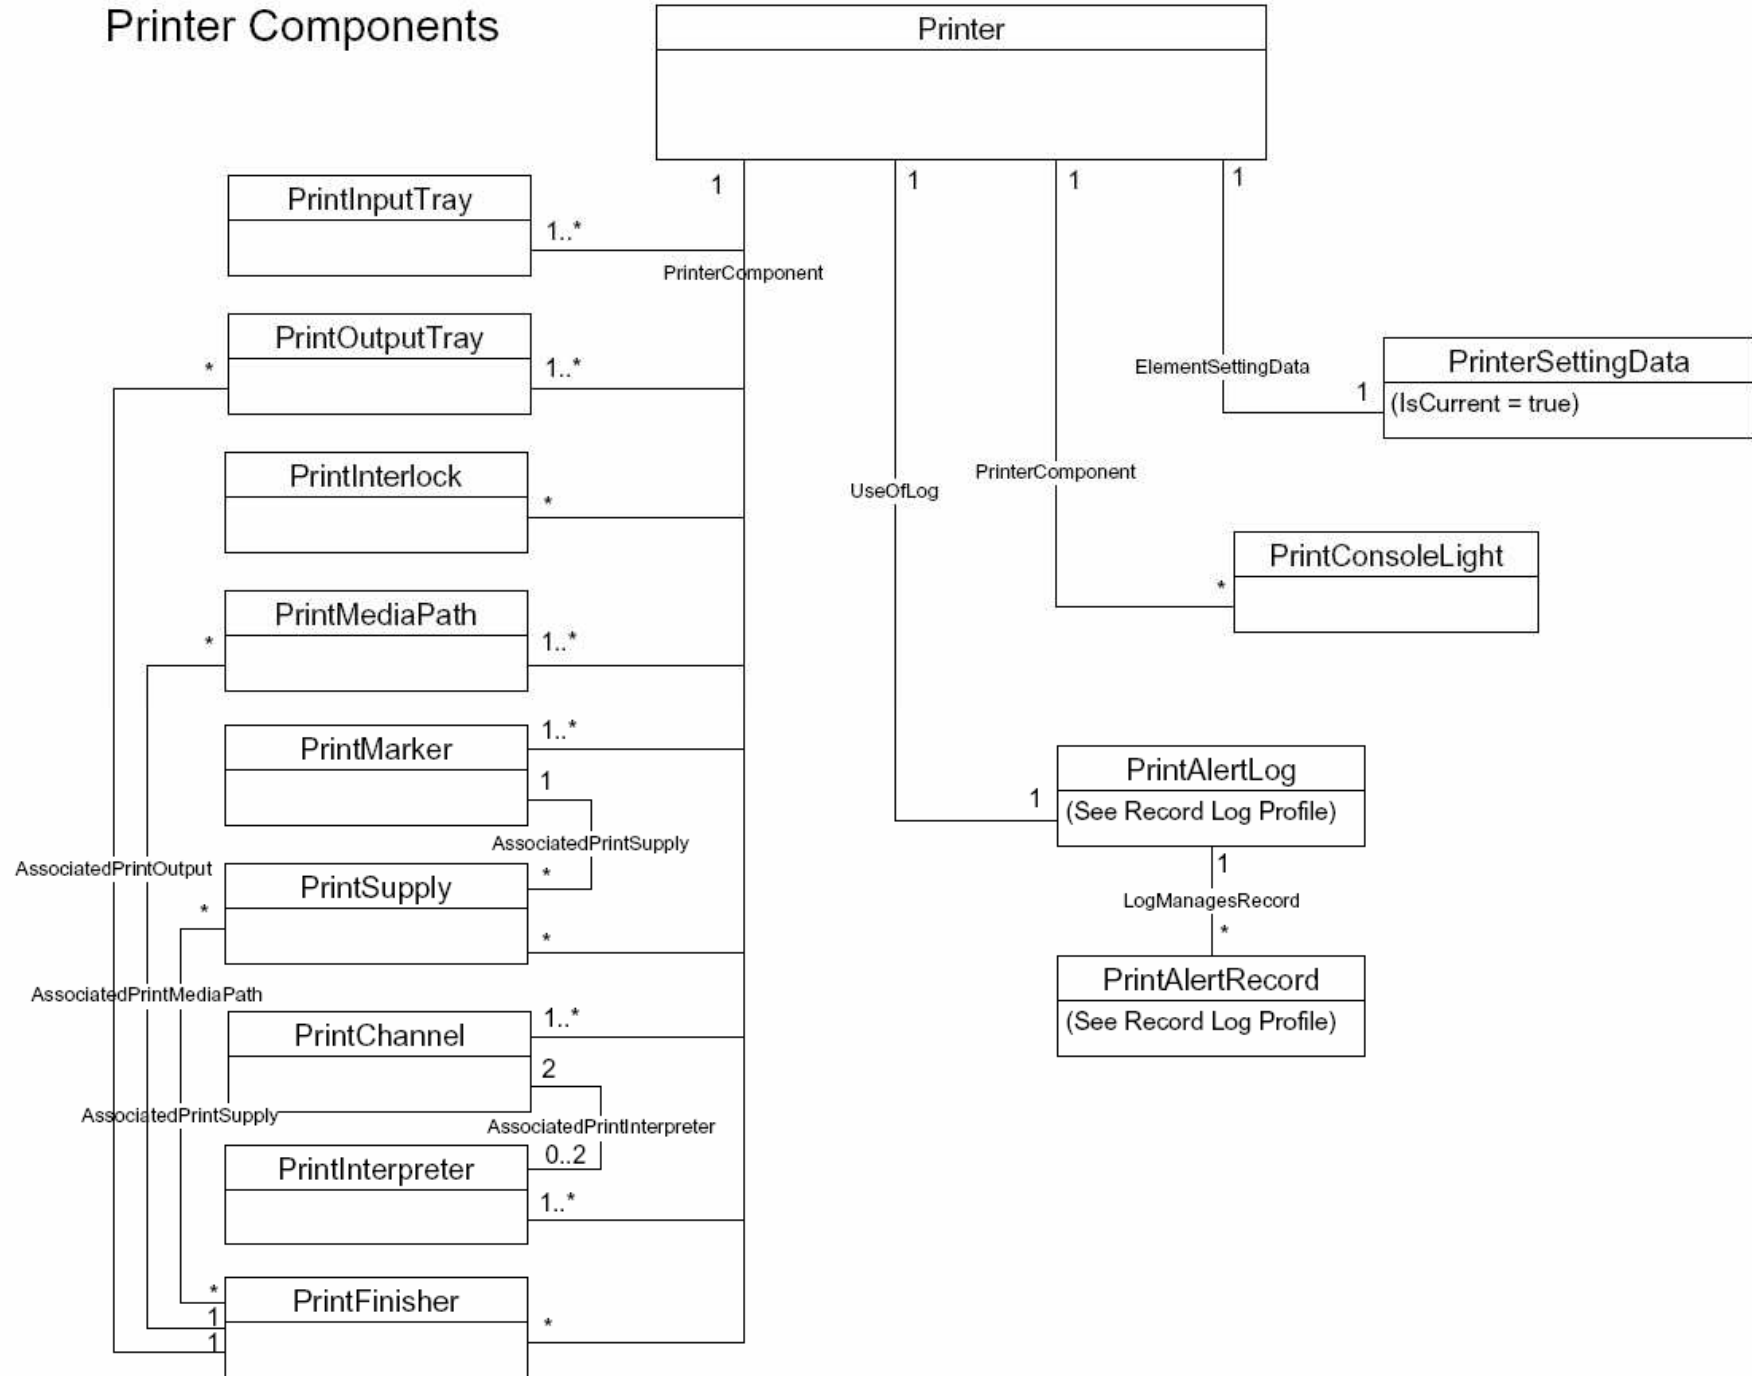 Printer Components
Printer
1
1
1
1
PrintInputTray
1..*
PrinterComponent
PrintOutputTray
*
1..*
ElementSettingData
PrinterSettingData
1
(IsCurrent = true)
PrintInterlock
*
PrinterComponent
UseOfLog
PrintConsoleLight
*
PrintMediaPath
*
1..*
PrintMarker
1..*
1
PrintAlertLog
1
(See Record Log Profile)
AssociatedPrintSupply
AssociatedPrintOutput
PrintSupply
*
*
*
1
LogManagesRecord
*
PrintAlertRecord
(See Record Log Profile)
AssociatedPrintMediaPath
PrintChannel
1..*
2
AssociatedPrintSupply
AssociatedPrintInterpreter
PrintInterpreter
0..2
1..*
PrintFinisher
*
1
1
*